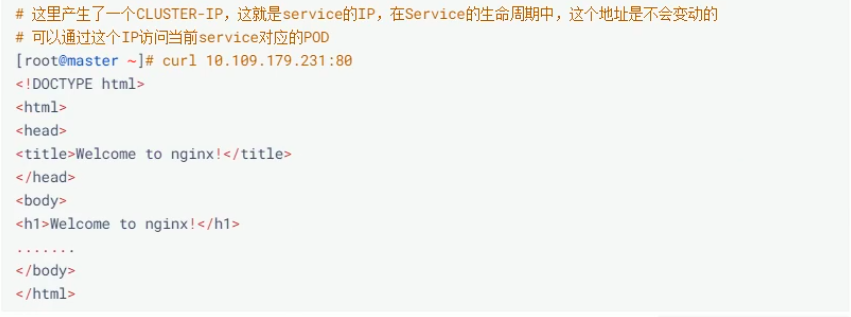 # 这里产生了一个CLUSTER-IP，这就是service的IP，在Service的生命周期中，这个地址是不会变动的
# 可以通过这个IP访问当前service对应的POD
[root@master ~]# curl 10.109.179.231:80
<!DOCTYPE html>
<html>
<head>
<title>Welcome to nginx!</title>
</head>
<body>
<h1>Welcome to nginx!</h1>
.......
</body>
</html>